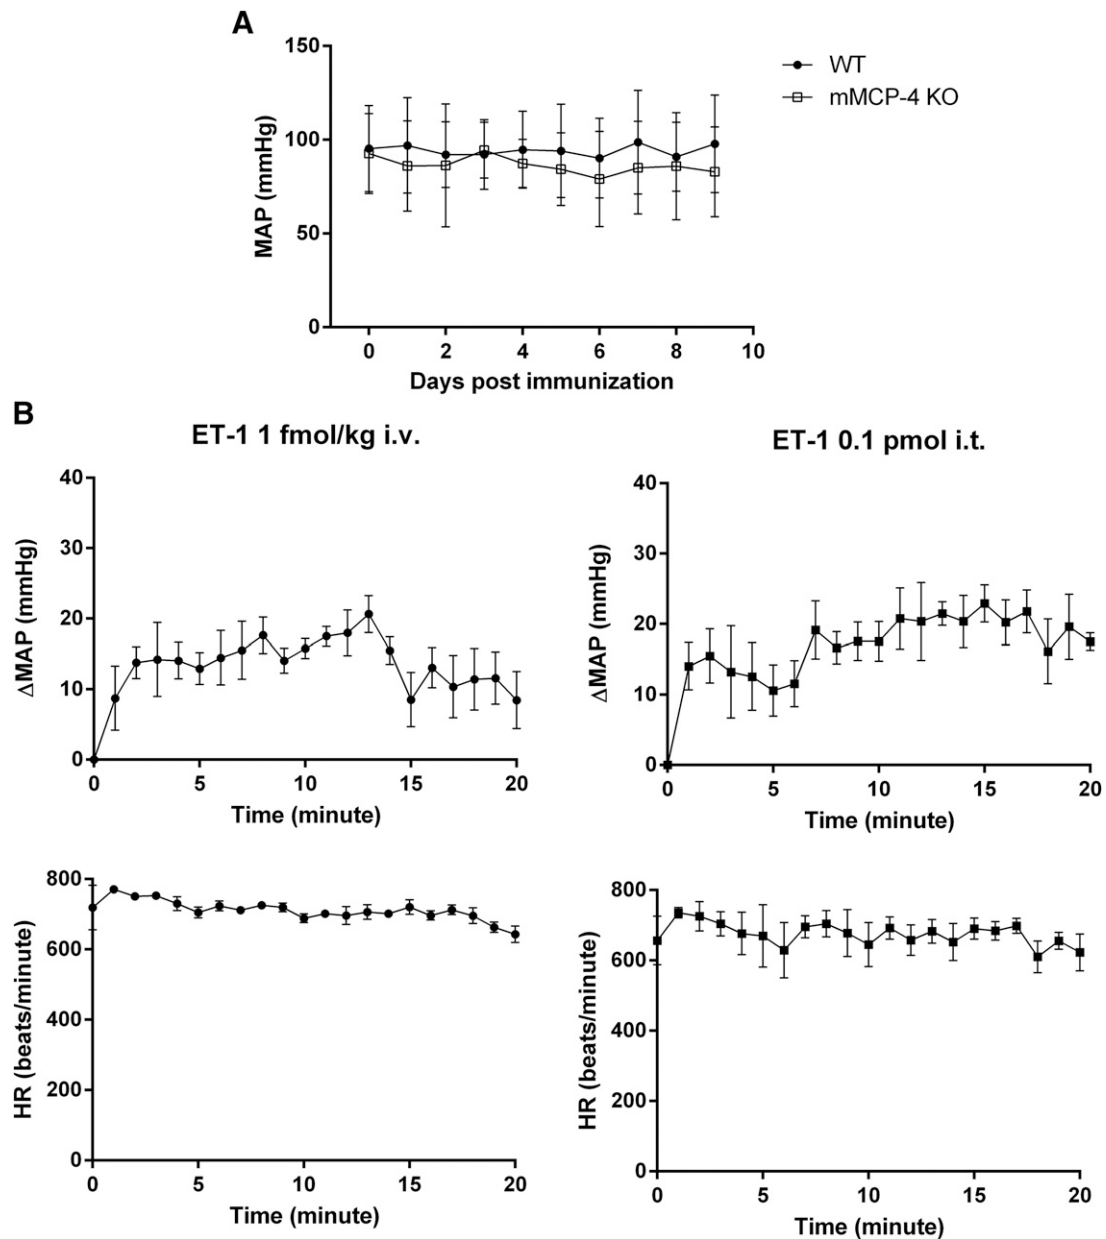 A
MAP (mmHg)
150
100
50
0
0 2 4 6 8 10
Days post immunization
WT
mMCP-4 KO
B
ET-1 1 fmol/kg i.v.
ΔMAP (mmHg)
40
30
20
10
0
0 5 10 15 20
Time (minute)
ET-1 0.1 pmol i.t.
ΔMAP (mmHg)
40
30
20
10
0
0 5 10 15 20
Time (minute)
HR (beats/minute)
800
600
400
200
0
0 5 10 15 20
Time (minute)
HR (beats/minute)
800
600
400
200
0
0 5 10 15 20
Time (minute)